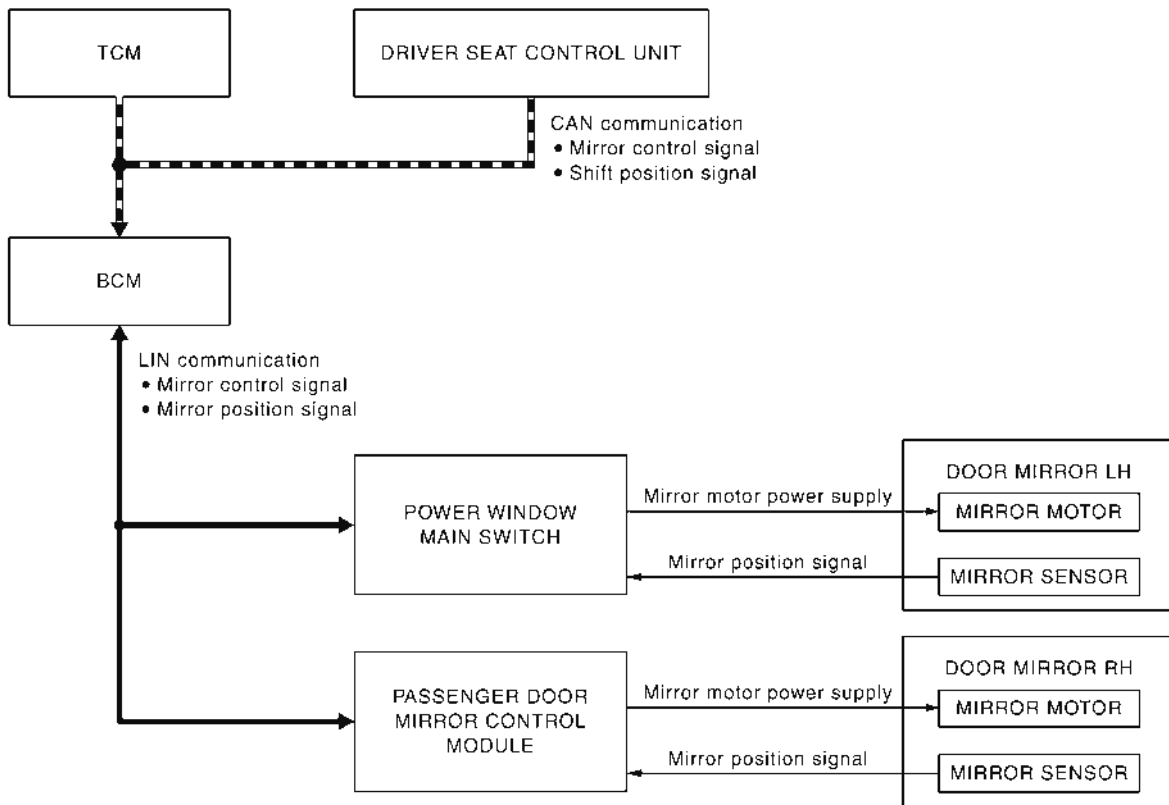 TCM
DRIVER SEAT CONTROL UNIT
CAN communication
• Mirror control signal
• Shift position signal
BCM
LIN communication
• Mirror control signal
• Mirror position signal
POWER WINDOW
MAIN SWITCH
Mirror motor power supply
Mirror position signal
DOOR MIRROR LH
MIRROR MOTOR
MIRROR SENSOR
PASSENGER DOOR
MIRROR CONTROL
MODULE
Mirror motor power supply
Mirror position signal
DOOR MIRROR RH
MIRROR MOTOR
MIRROR SENSOR